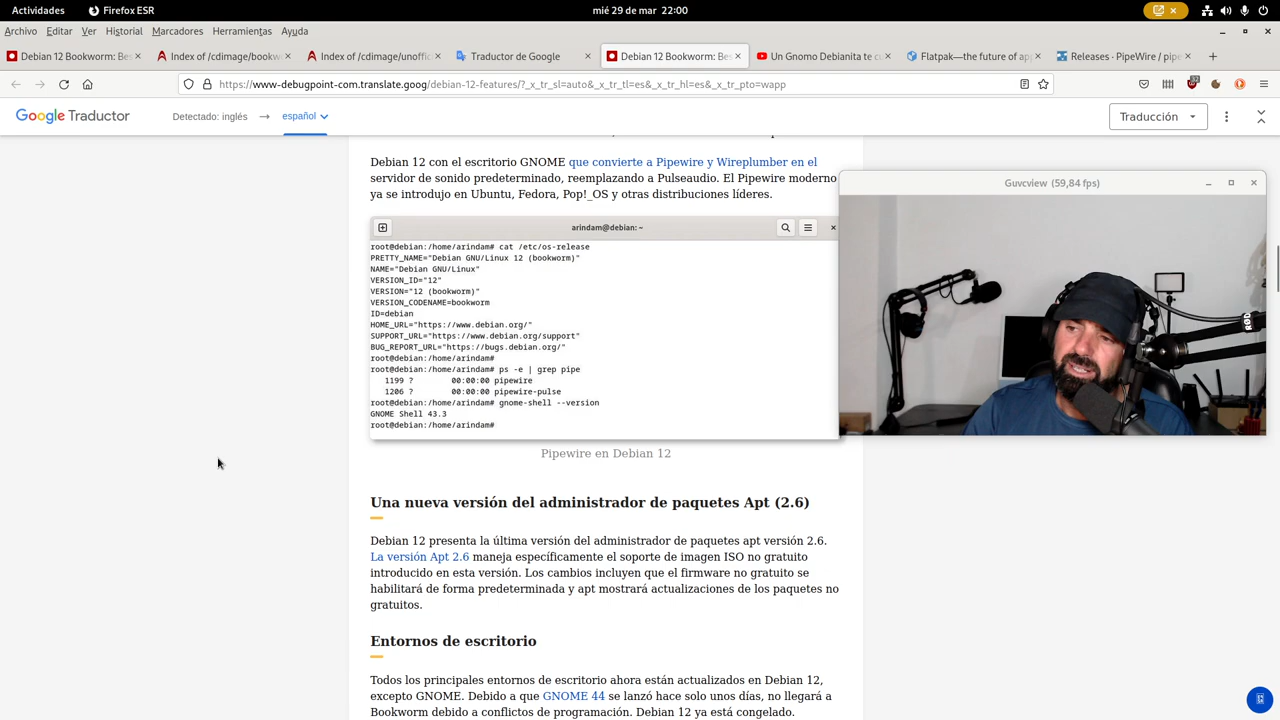 Actividades
Firefox ESR
mié 29 de mar 22:00
Archivo Editar Ver Historial Marcadores Herramientas Ayuda
Debian 12 Bookworm: Bes
Index of /cdimage/bookw
Index of /cdimage/unoffic
Traductor de Google
Debian 12 Bookworm: Bes
Un Gnomo Debianita te cu
Flatpak—the future of app
Releases · PipeWire / pipe
https://www-debugpoint-com.translate.goog/debian-12-features/?_x_tr_sl=auto&_x_tr_tl=es&_x_tr_hl=es&_x_tr_pto=wapp
Google Traductor
Detectado: inglés → español
Traducción
Debian 12 con el escritorio GNOME que convierte a Pipewire y Wireplumber en el
servidor de sonido predeterminado, reemplazando a Pulseaudio. El Pipewire moderno
ya se introdujo en Ubuntu, Fedora, Pop!_OS y otras distribuciones líderes.
Guvcview (59,84 fps)
arindam@debian: ~
root@debian:/home/arindam# cat /etc/os-release
PRETTY_NAME="Debian GNU/Linux 12 (bookworm)"
NAME="Debian GNU/Linux"
VERSION_ID="12"
VERSION="12 (bookworm)"
VERSION_CODENAME=bookworm
ID=debian
HOME_URL="https://www.debian.org/"
SUPPORT_URL="https://www.debian.org/support"
BUG_REPORT_URL="https://bugs.debian.org/"
root@debian:/home/arindam#
root@debian:/home/arindam# ps -e | grep pipe
1199 ? 00:00:00 pipewire
1206 ? 00:00:00 pipewire-pulse
root@debian:/home/arindam# gnome-shell --version
GNOME Shell 43.3
root@debian:/home/arindam#
RØD
Pipewire en Debian 12
Una nueva versión del administrador de paquetes Apt (2.6)
Debian 12 presenta la última versión del administrador de paquetes apt versión 2.6.
La versión Apt 2.6 maneja específicamente el soporte de imagen ISO no gratuito
introducido en esta versión. Los cambios incluyen que el firmware no gratuito se
habilitará de forma predeterminada y apt mostrará actualizaciones de los paquetes no
gratuitos.
Entornos de escritorio
Todos los principales entornos de escritorio ahora están actualizados en Debian 12,
excepto GNOME. Debido a que GNOME 44 se lanzó hace solo unos días, no llegará a
Bookworm debido a conflictos de programación. Debian 12 ya está congelado.